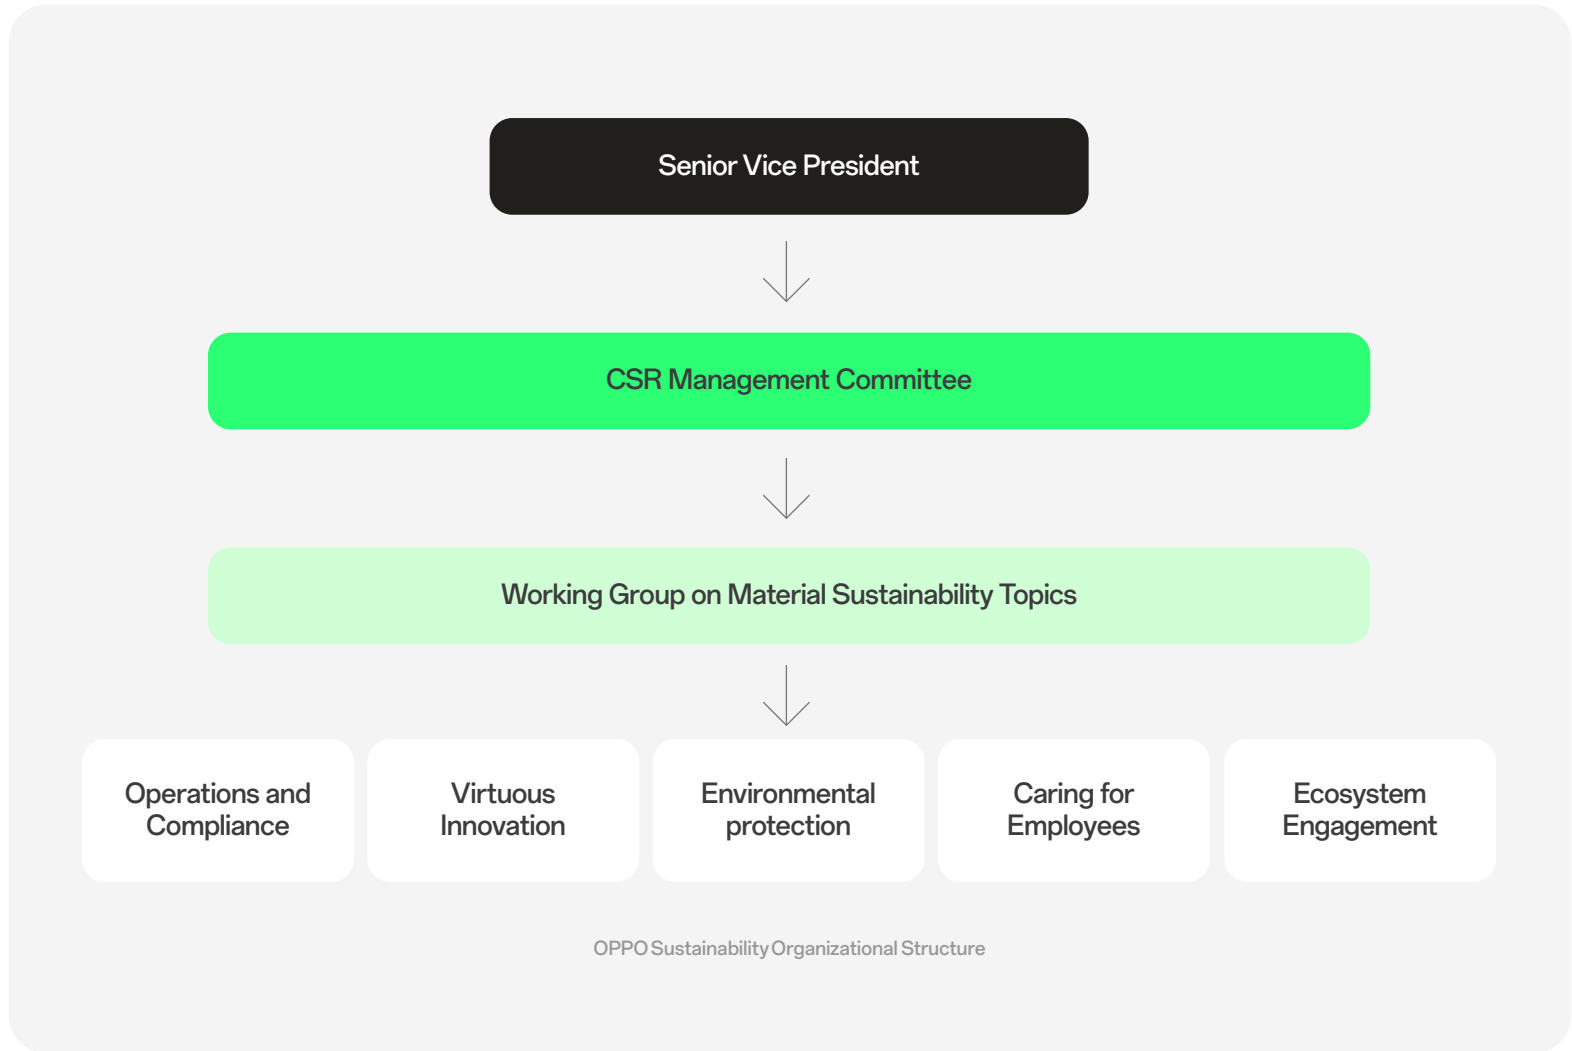 Senior Vice President
CSR Management Committee
Working Group on Material Sustainability Topics
Operations and
Compliance
Virtuous
Innovation
Environmental
protection
Caring for
Employees
Ecosystem
Engagement
OPPO Sustainability Organizational Structure